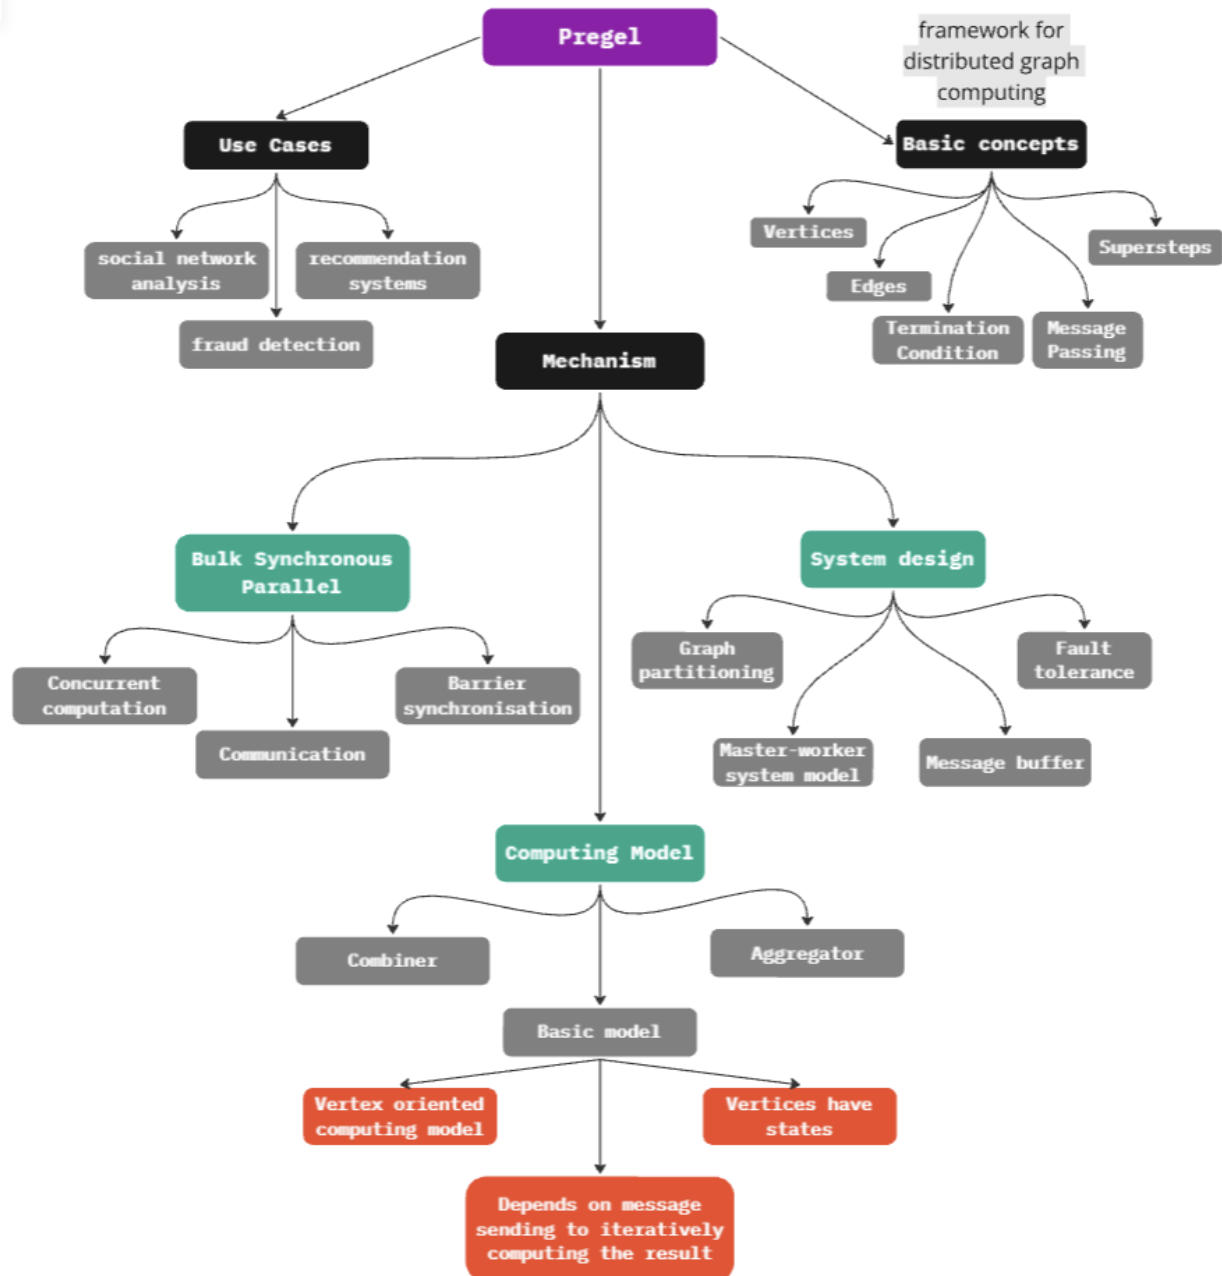 Pregel
framework for
distributed graph
computing
Use Cases
Basic concepts
social network
analysis
recommendation
systems
fraud detection
Vertices
Edges
Termination
Condition
Message
Passing
Supersteps
Mechanism
Bulk Synchronous
Parallel
System design
Concurrent
computation
Communication
Barrier
synchronisation
Graph
partitioning
Master-worker
system model
Message buffer
Fault
tolerance
Computing Model
Combiner
Aggregator
Basic model
Vertex oriented
computing model
Vertices have
states
Depends on message
sending to iteratively
computing the result